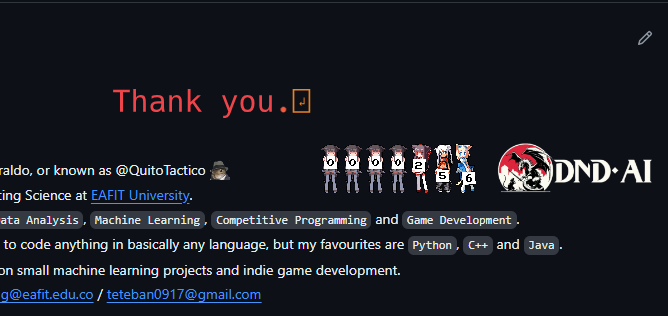 Thank you.
raldo, or known as @QuitoTactico
0 0 0 2 5 6
DND·AI
ting Science at EAFIT University.
ata Analysis, Machine Learning, Competitive Programming and Game Development.
to code anything in basically any language, but my favourites are Python, C++ and Java.
on small machine learning projects and indie game development.
g@eafit.edu.co / teteban0917@gmail.com